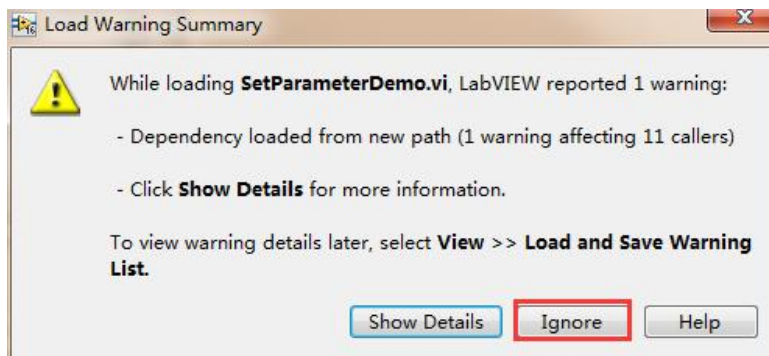 Load Warning Summary
While loading SetParameterDemo.vi, LabVIEW reported 1 warning:
- Dependency loaded from new path (1 warning affecting 11 callers)
- Click Show Details for more information.
To view warning details later, select View >> Load and Save Warning
List.
Show Details Ignore Help